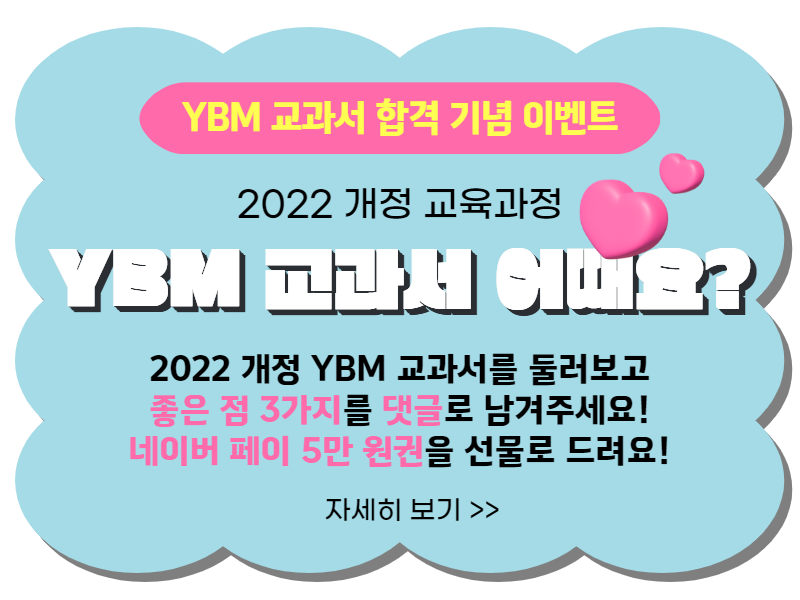 YBM 교과서 합격 기념 이벤트
2022 개정 교육과정
YBM 교과서 어때요?
2022 개정 YBM 교과서를 둘러보고
좋은 점 3가지를 댓글로 남겨주세요!
네이버 페이 5만 원권을 선물로 드려요!
자세히 보기 >>